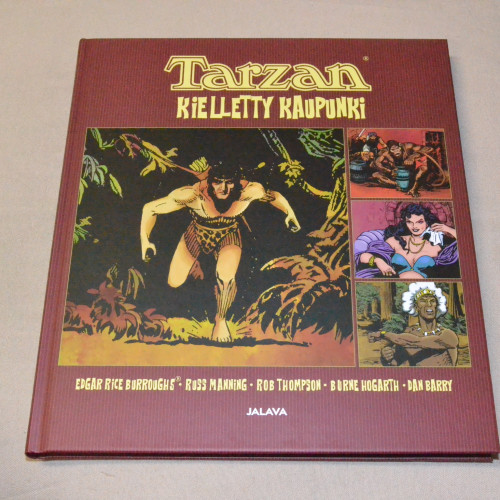 Tarzan®
KIELLETTY KAUPUNKI
EDGAR RICE BURROUGHS® • RUSS MANNING • ROB THOMPSON • BURNE HOGARTH • DAN BARRY
JALAVA